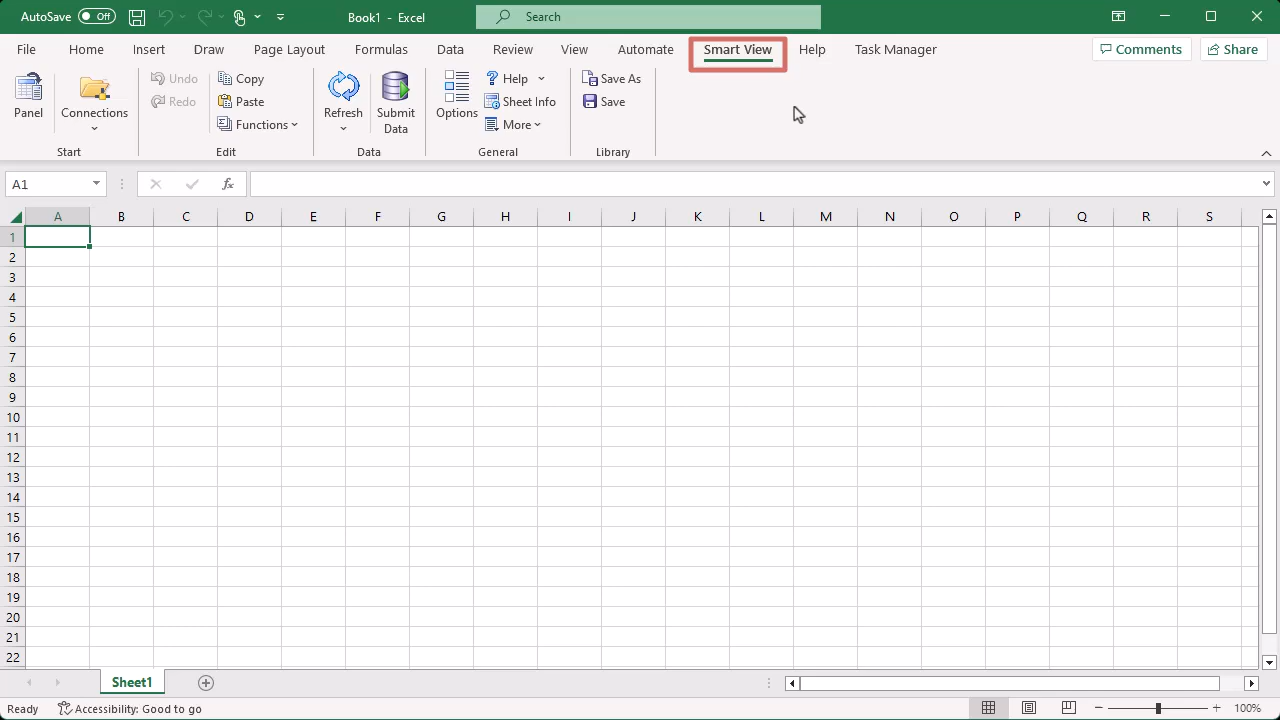 AutoSave Off Book1 - Excel Search
File Home Insert Draw Page Layout Formulas Data Review View Automate Smart View Help Task Manager Comments Share
Panel Connections Undo Redo Copy Paste Functions Refresh Submit Data Options Help Sheet Info More Save As Save
Start Edit Data General Library
A1 fx
A B C D E F G H I J K L M N O P Q R S
1
2
3
4
5
6
7
8
9
10
11
12
13
14
15
16
17
18
19
20
21
22
Sheet1
Ready Accessibility: Good to go 100%